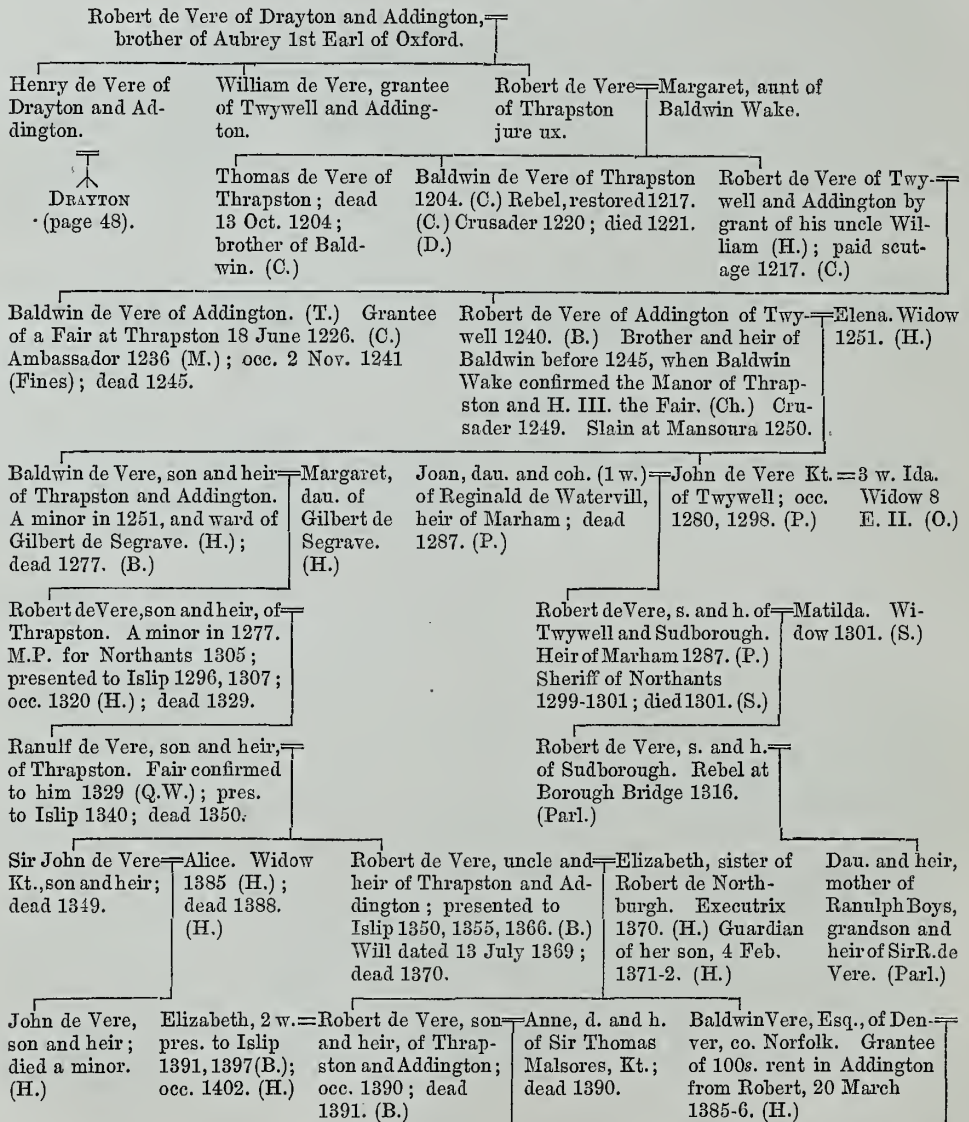 Robert de Vere of Drayton and Addington,
brother of Aubrey 1st Earl of Oxford.
Henry de Vere of
Drayton and Ad-
dington.
DRAYTON
(page 48).
William de Vere, grantee
of Twywell and Adding-
ton.
Robert de Vere
of Thrapston
jure ux.
Margaret, aunt of
Baldwin Wake.
Thomas de Vere of
Thrapston; dead
13 Oct. 1204;
brother of Bald-
win. (C.)
Baldwin de Vere of Thrapston
1204. (C.) Rebel, restored 1217.
(C.) Crusader 1220; died 1221.
(D.)
Robert de Vere of Twy-
well and Addington by
grant of his uncle Wil-
liam (H.); paid scut-
age 1217. (C.)
Baldwin de Vere of Addington. (T.) Grantee
of a Fair at Thrapston 18 June 1226. (C.)
Ambassador 1236 (M.); occ. 2 Nov. 1241
(Fines); dead 1245.
Robert de Vere of Addington of Twy-
well 1240. (B.) Brother and heir of
Baldwin before 1245, when Baldwin
Wake confirmed the Manor of Thrap-
ston and H. III. the Fair. (Ch.) Cru-
sader 1249. Slain at Mansoura 1250.
Elena. Widow
1251. (H.)
Baldwin de Vere, son and heir
of Thrapston and Addington.
A minor in 1251, and ward of
Gilbert de Segrave. (H.);
dead 1277. (B.)
Margaret,
dau. of
Gilbert de
Segrave.
(H.)
Joan, dau. and coh. (1 w.)
of Reginald de Watervill,
heir of Marham; dead
1287. (P.)
John de Vere Kt.
of Twywell; occ.
1280, 1298. (P.)
3 w. Ida.
Widow 8
E. II. (O.)
Robert de Vere, son and heir, of
Thrapston. A minor in 1277.
M.P. for Northants 1305;
presented to Islip 1296, 1307;
occ. 1320 (H.); dead 1329.
Robert de Vere, s. and h. of
Twywell and Sudborough.
Heir of Marham 1287. (P.)
Sheriff of Northants
1299-1301; died 1301. (S.)
Matilda. Wi-
dow 1301. (S.)
Ranulf de Vere, son and heir,
of Thrapston. Fair confirmed
to him 1329 (Q.W.); pres.
to Islip 1340; dead 1350.
Robert de Vere, s. and h.
of Sudborough. Rebel at
Borough Bridge 1316.
(Parl.)
Sir John de Vere
Kt., son and heir;
dead 1349.
Alice. Widow
1385 (H.);
dead 1388.
(H.)
Robert de Vere, uncle and
heir of Thrapston and Ad-
dington; presented to
Islip 1350, 1355, 1366. (B.)
Will dated 13 July 1369;
dead 1370.
Elizabeth, sister of
Robert de North-
burgh. Executrix
1370. (H.) Guardian
of her son, 4 Feb.
1371-2. (H.)
Dau. and heir,
mother of
Ranulph Boys,
grandson and
heir of Sir R. de
Vere. (Parl.)
John de Vere,
son and heir;
died a minor.
(H.)
Elizabeth, 2 w.
pres. to Islip
1391, 1397 (B.);
occ. 1402. (H.)
Robert de Vere, son
and heir, of Thrap-
ston and Addington;
occ. 1390; dead
1391. (B.)
Anne, d. and h.
of Sir Thomas
Malsores, Kt.;
dead 1390.
Baldwin Vere, Esq., of Den-
ver, co. Norfolk. Grantee
of 100s. rent in Addington
from Robert, 20 March
1385-6. (H.)